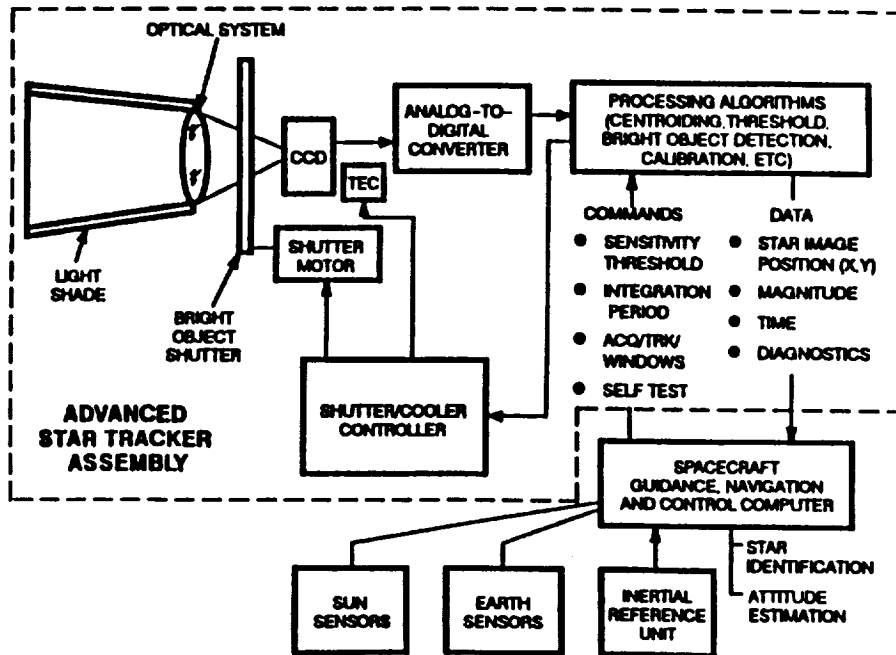 OPTICAL SYSTEM
LIGHT
SHADE
BRIGHT
OBJECT
SHUTTER
CCD
TEC
SHUTTER
MOTOR
ANALOG-TO-
DIGITAL
CONVERTER
PROCESSING ALGORITHMS
(CENTROIDING, THRESHOLD,
BRIGHT OBJECT DETECTION,
CALIBRATION, ETC)
COMMANDS
• SENSITIVITY
THRESHOLD
• INTEGRATION
PERIOD
• ACQ/TRK/
WINDOWS
• SELF TEST
DATA
• STAR IMAGE
POSITION (X,Y)
• MAGNITUDE
• TIME
• DIAGNOSTICS
SHUTTER/COOLER
CONTROLLER
ADVANCED
STAR TRACKER
ASSEMBLY
SPACECRAFT
GUIDANCE, NAVIGATION
AND CONTROL COMPUTER
SUN
SENSORS
EARTH
SENSORS
INERTIAL
REFERENCE
UNIT
STAR
IDENTIFICATION
ATTITUDE
ESTIMATION